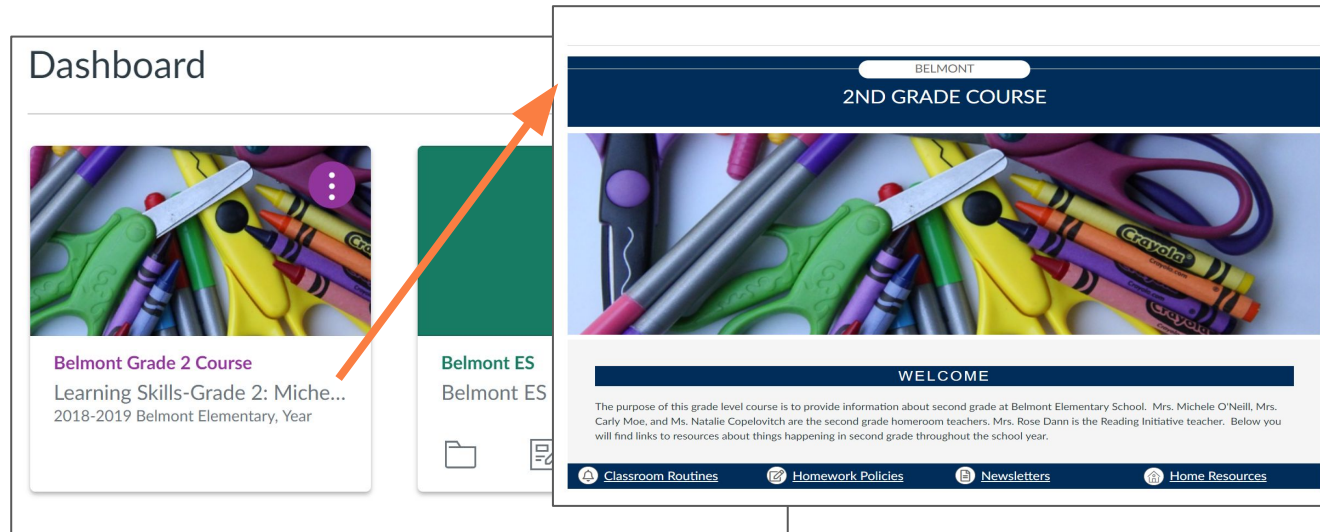 Dashboard
Belmont Grade 2 Course
Learning Skills-Grade 2: Miche...
2018-2019 Belmont Elementary, Year
Belmont ES
Belmont ES
BELMONT
2ND GRADE COURSE
Crayola
Crayola
WELCOME
The purpose of this grade level course is to provide information about second grade at Belmont Elementary School. Mrs. Michele O'Neill, Mrs.
Carly Moe, and Ms. Natalie Copelovitch are the second grade homeroom teachers. Mrs. Rose Dann is the Reading Initiative teacher. Below you
will find links to resources about things happening in second grade throughout the school year.
Classroom Routines Homework Policies Newsletters Home Resources